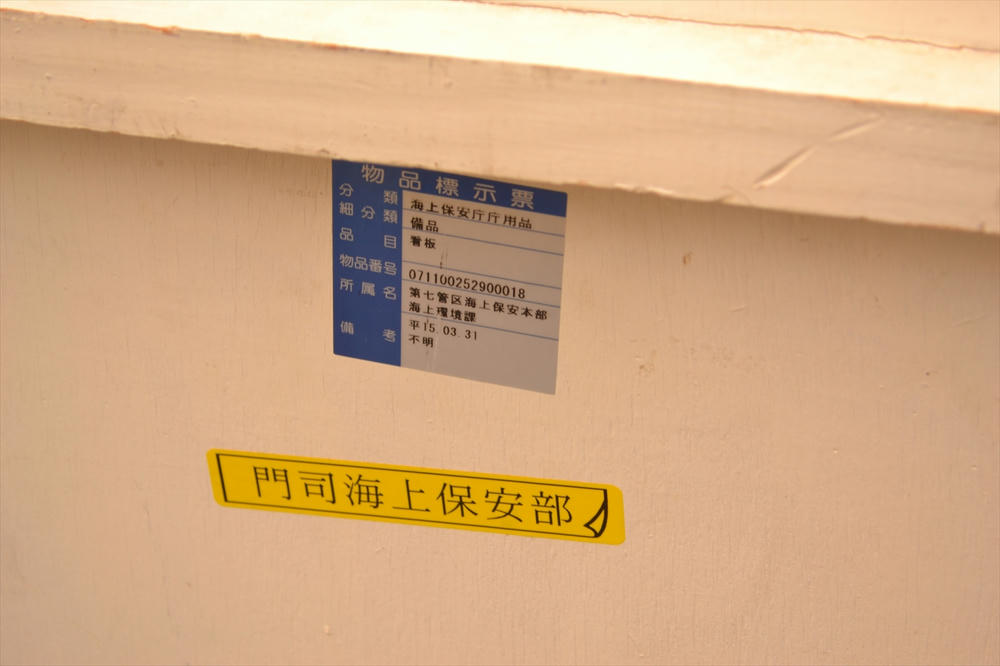 物品標示票
分類 海上保安庁庁用品
細分類 備品
品目 看板
物品番号 071100252900018
所属名 第七管区海上保安本部
海上環境課
備考 平15.03.31
不明
門司海上保安部